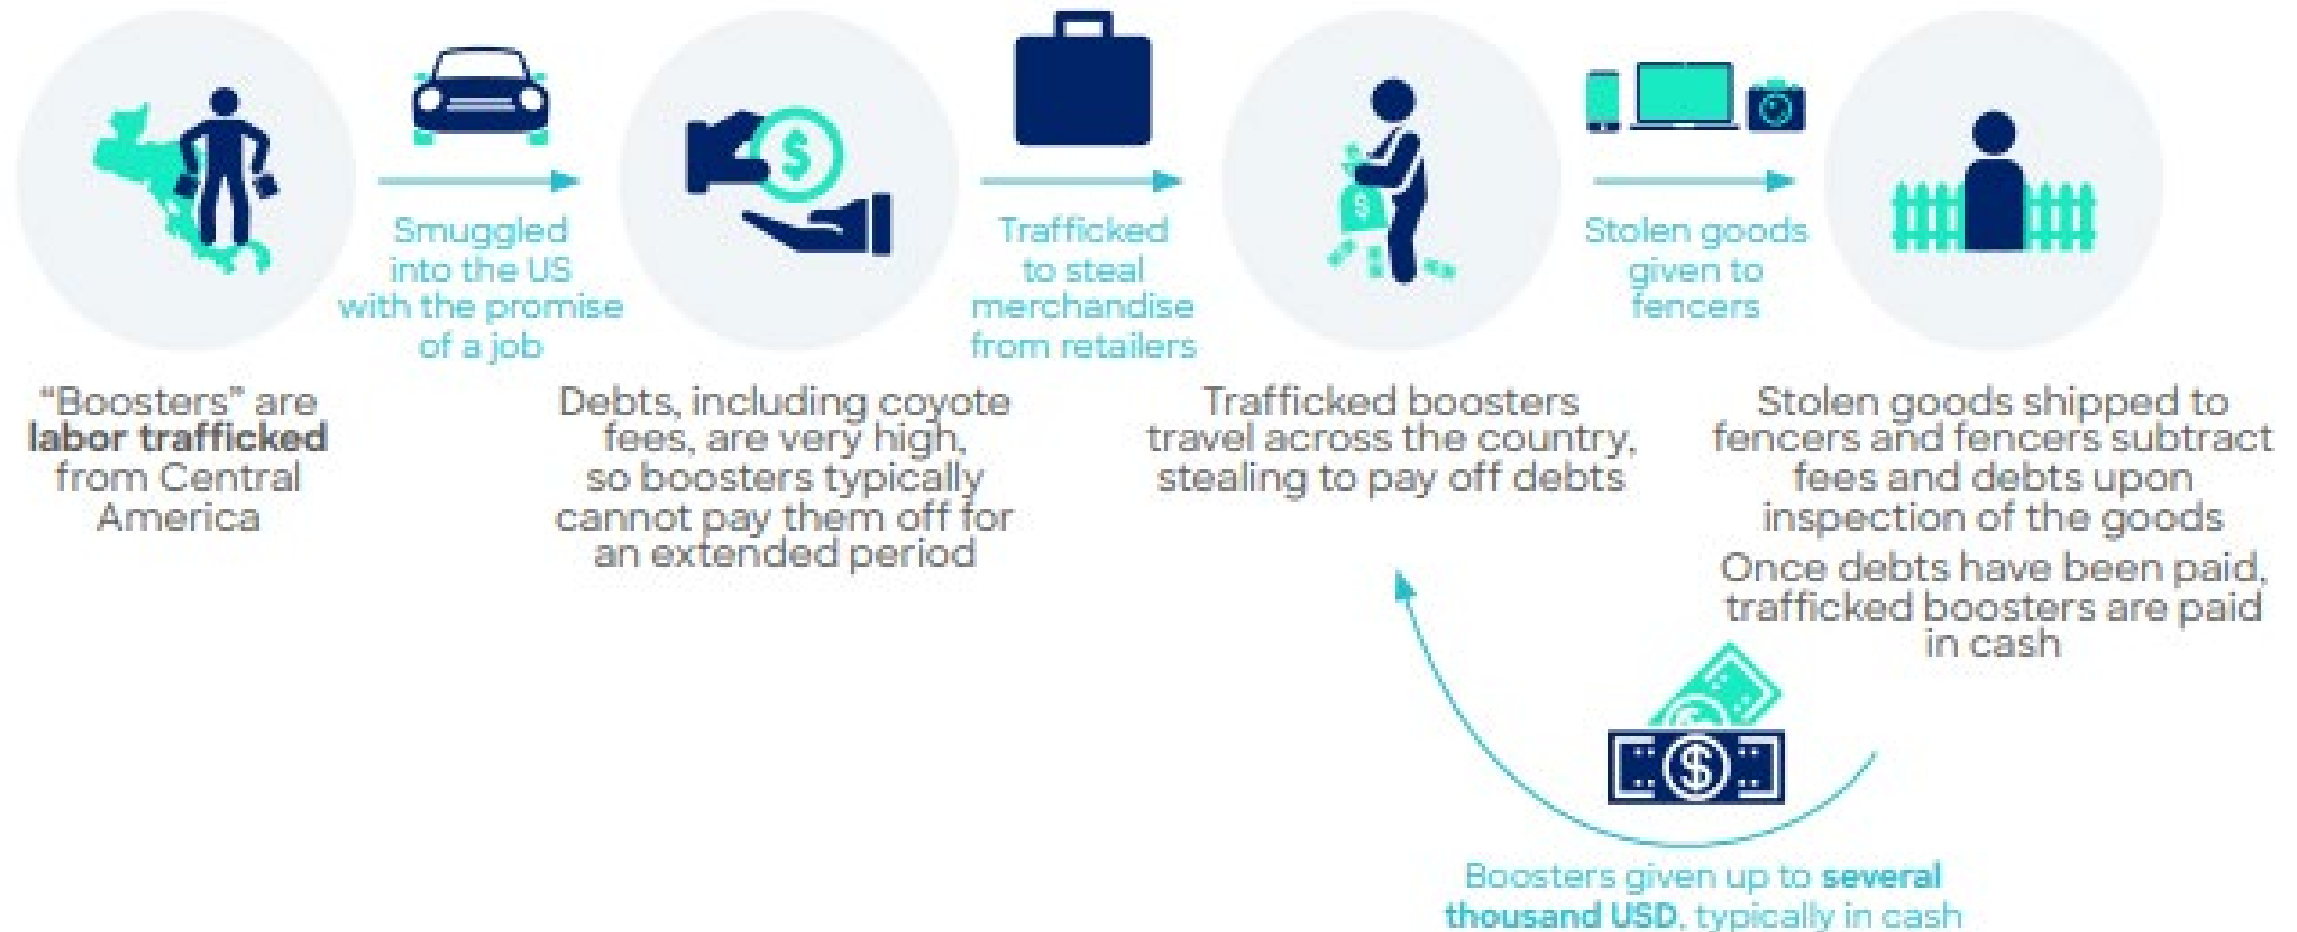 Smuggled
into the US
with the promise
of a job
Trafficked
to steal
merchandise
from retailers
Stolen goods
given to
fencers
“Boosters” are
labor trafficked
from Central
America
Debts, including coyote
fees, are very high,
so boosters typically
cannot pay them off for
an extended period
Trafficked boosters
travel across the country,
stealing to pay off debts
Stolen goods shipped to
fencers and fencers subtract
fees and debts upon
inspection of the goods
Once debts have been paid,
trafficked boosters are paid
in cash
Boosters given up to several
thousand USD, typically in cash